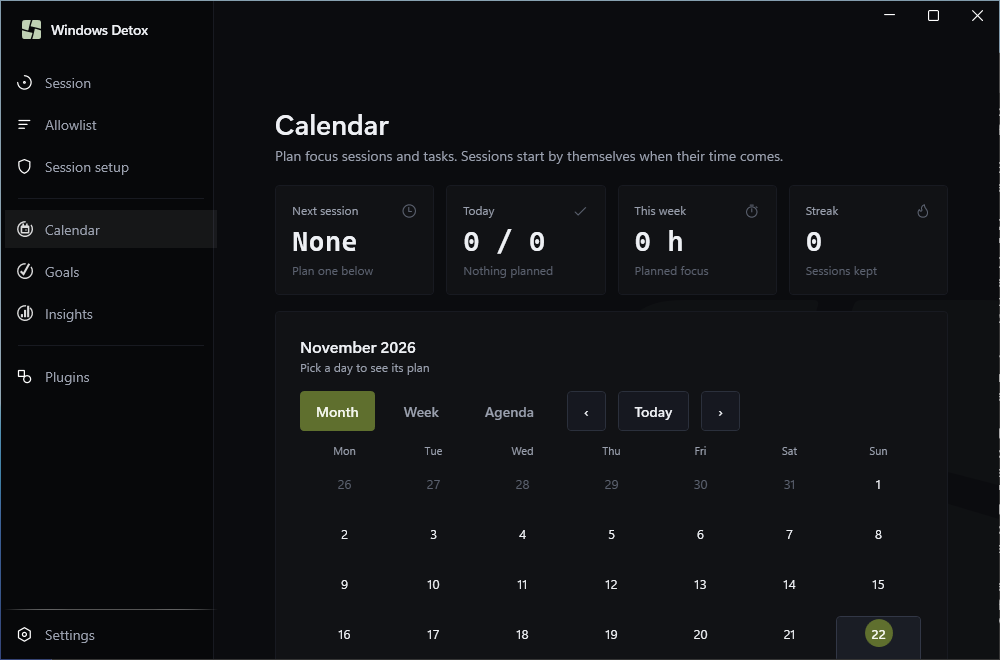 Windows Detox
Session
Allowlist
Session setup
Calendar
Goals
Insights
Plugins
Settings
Calendar
Plan focus sessions and tasks. Sessions start by themselves when their time comes.
Next session
None
Plan one below
Today
0 / 0
Nothing planned
This week
0 h
Planned focus
Streak
0
Sessions kept
November 2026
Pick a day to see its plan
Month Week Agenda ‹ Today ›
Mon Tue Wed Thu Fri Sat Sun
26 27 28 29 30 31 1
2 3 4 5 6 7 8
9 10 11 12 13 14 15
16 17 18 19 20 21 22